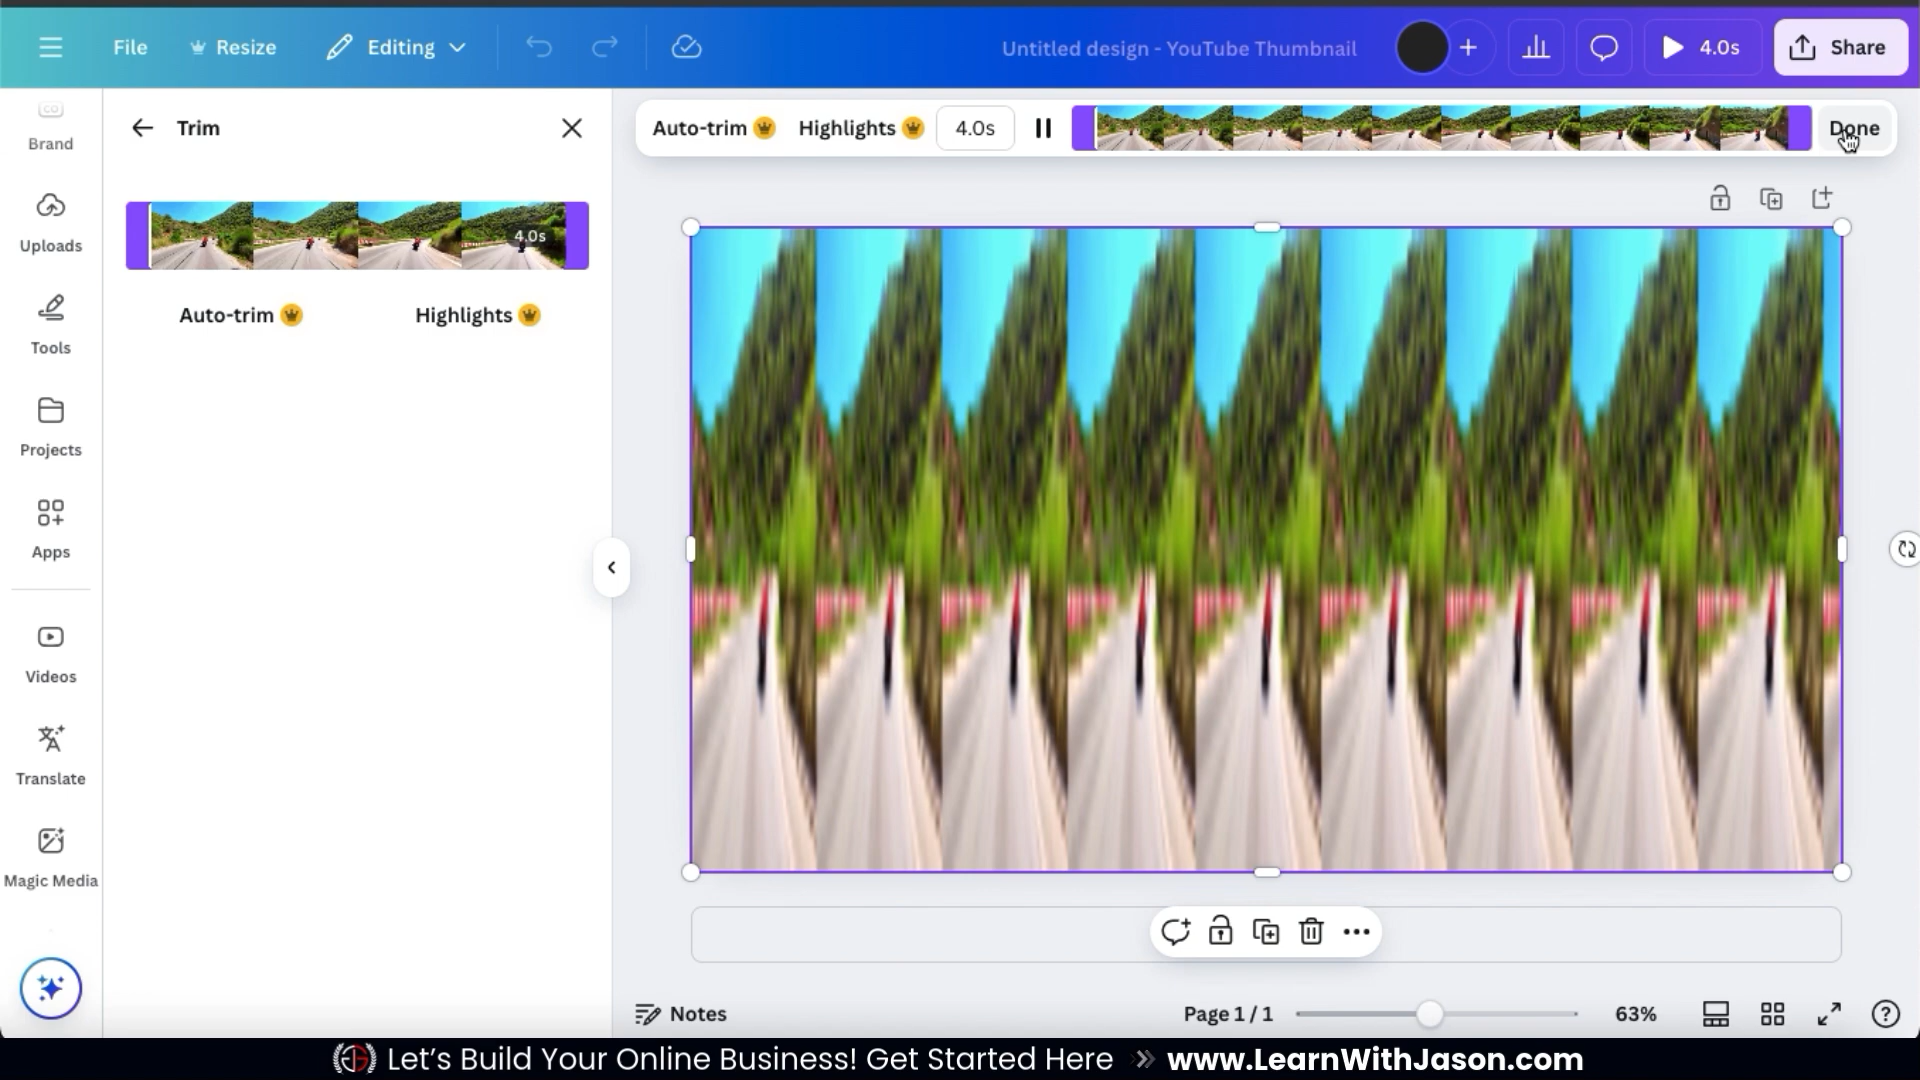 File
Resize
Editing
Untitled design - YouTube Thumbnail
4.0s
Share
Brand
Uploads
Tools
Projects
Apps
Videos
Translate
Magic Media
Trim
4.0s
Auto-trim
Highlights
Auto-trim
Highlights
4.0s
Done
Notes
Page 1 / 1
63%
Let's Build Your Online Business! Get Started Here >> www.LearnWithJason.com